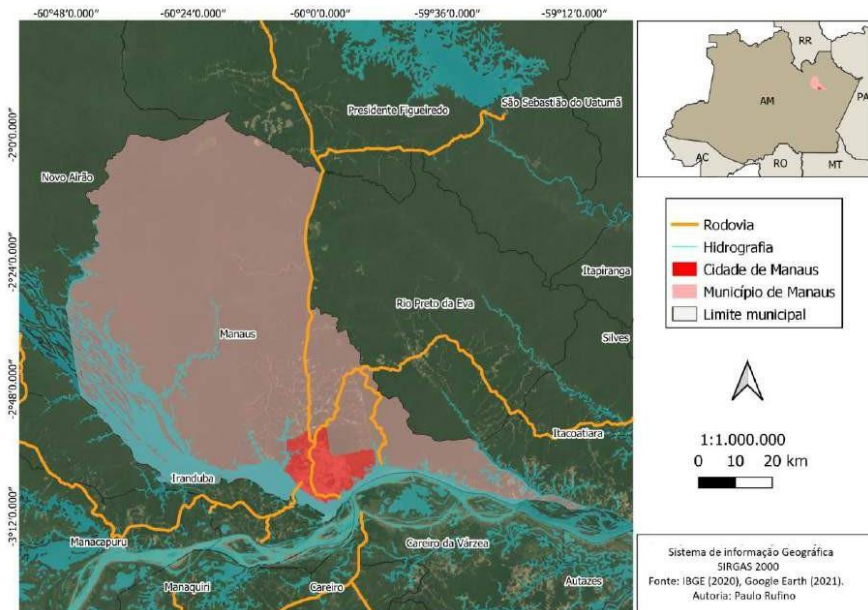 -60°48'0.000" -60°24'0.000" -60°0'0.000" -59°36'0.000" -59°12'0.000"
-2°0'0.000"
-2°24'0.000"
-2°48'0.000"
-3°12'0.000"
Presidente Figueiredo
São Sebastião do Uatumã
Novo Airão
Itapiranga
Rio Preto da Eva
Manaus
Silves
Itacoatiara
Iranduba
Manacapuru
Careiro da Várzea
Manaquiri
Careiro
Autazes
RR
AM
PA
AC
RO
MT
Rodovia
Hidrografia
Cidade de Manaus
Município de Manaus
Limite municipal
1:1.000.000
0 10 20 km
Sistema de informação Geográfica
SIRGAS 2000
Fonte: IBGE (2020), Google Earth (2021).
Autoria: Paulo Rufino